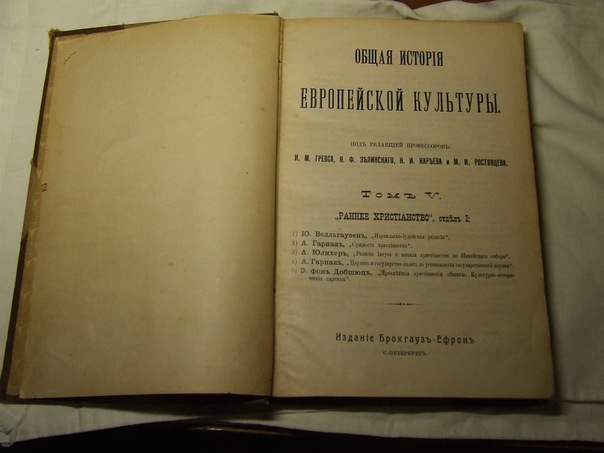 ОБЩАЯ ИСТОРІЯ
ЕВРОПЕЙСКОЙ КУЛЬТУРЫ.
ПОДЪ РЕДАКЦІЕЙ ПРОФЕССОРОВЪ:
И. М. ГРЕВСА, Ѳ. Ф. ЗѢЛИНСКАГО, Н. И. КАРѢЕВА и М. И. РОСТОВЦЕВА.
Томъ V.
„РАННЕЕ ХРИСТІАНСТВО“, отдѣлъ I:
1) Ю. Велльгаузенъ, „Израильско-іудейская религія“.
2) А. Гарнакъ, „Сущность христіанства“.
3) А. Юлихеръ, „Религія Іисуса и начала христіанства до Никейскаго собора“.
4) А. Гарнакъ, „Церковь и государство вплоть до установленія государственной церкви“.
5) Э. фонъ Добшюцъ, „Древнѣйшія христіанскія общины. Культурно-истори-
ческія картины“.
Изданіе Брокгаузъ-Ефронъ.
С.-ПЕТЕРБУРГЪ.